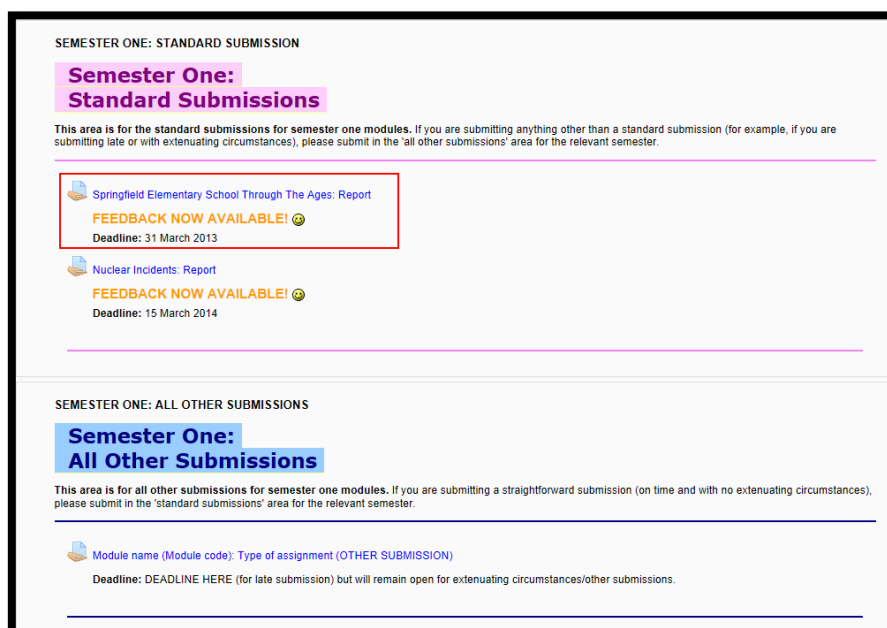 SEMESTER ONE: STANDARD SUBMISSION
Semester One:
Standard Submissions
This area is for the standard submissions for semester one modules. If you are submitting anything other than a standard submission (for example, if you are
submitting late or with extenuating circumstances), please submit in the 'all other submissions' area for the relevant semester.
Springfield Elementary School Through The Ages: Report
FEEDBACK NOW AVAILABLE!
Deadline: 31 March 2013
Nuclear Incidents: Report
FEEDBACK NOW AVAILABLE!
Deadline: 15 March 2014
SEMESTER ONE: ALL OTHER SUBMISSIONS
Semester One:
All Other Submissions
This area is for all other submissions for semester one modules. If you are submitting a straightforward submission (on time and with no extenuating circumstances),
please submit in the 'standard submissions' area for the relevant semester.
Module name (Module code): Type of assignment (OTHER SUBMISSION)
Deadline: DEADLINE HERE (for late submission) but will remain open for extenuating circumstances/other submissions.